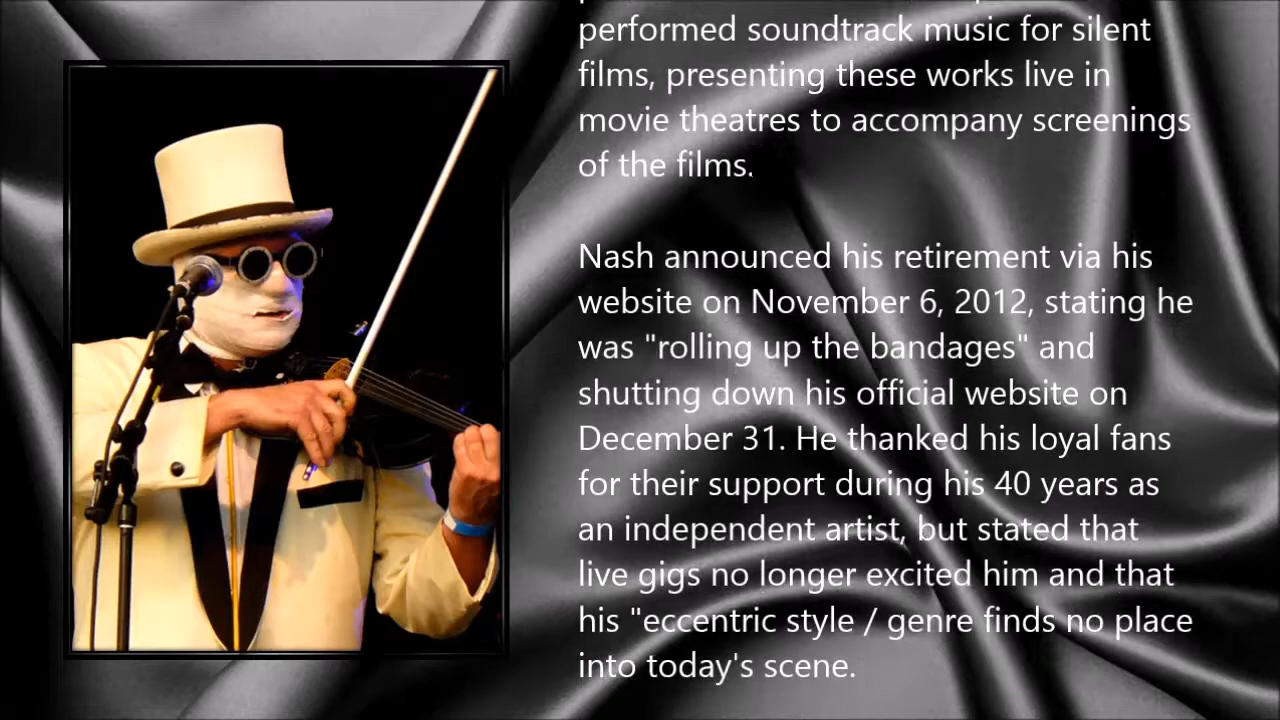 performed soundtrack music for silent
films, presenting these works live in
movie theatres to accompany screenings
of the films.
Nash announced his retirement via his
website on November 6, 2012, stating he
was "rolling up the bandages" and
shutting down his official website on
December 31. He thanked his loyal fans
for their support during his 40 years as
an independent artist, but stated that
live gigs no longer excited him and that
his "eccentric style / genre finds no place
into today's scene.